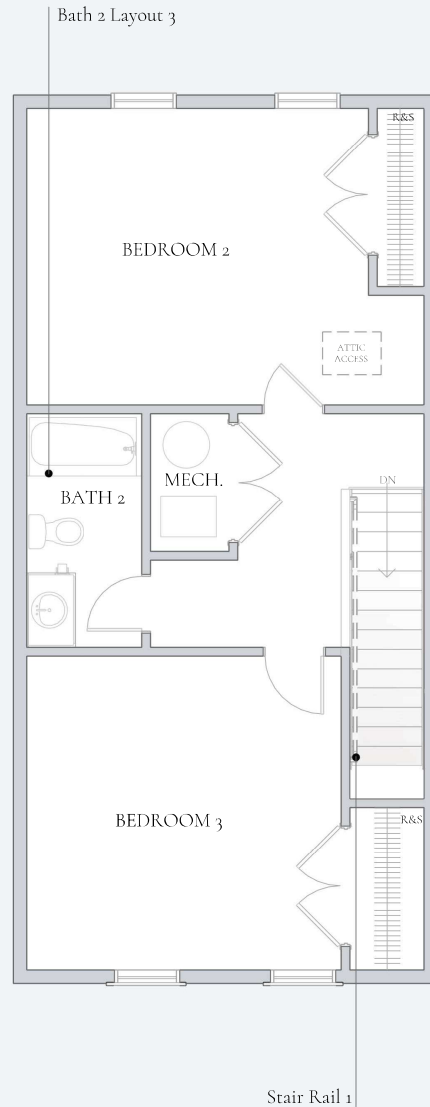 Bath 2 Layout 3
R&S
BEDROOM 2
ATTIC
ACCESS
MECH.
DN
BATH 2
BEDROOM 3
R&S
Stair Rail 1